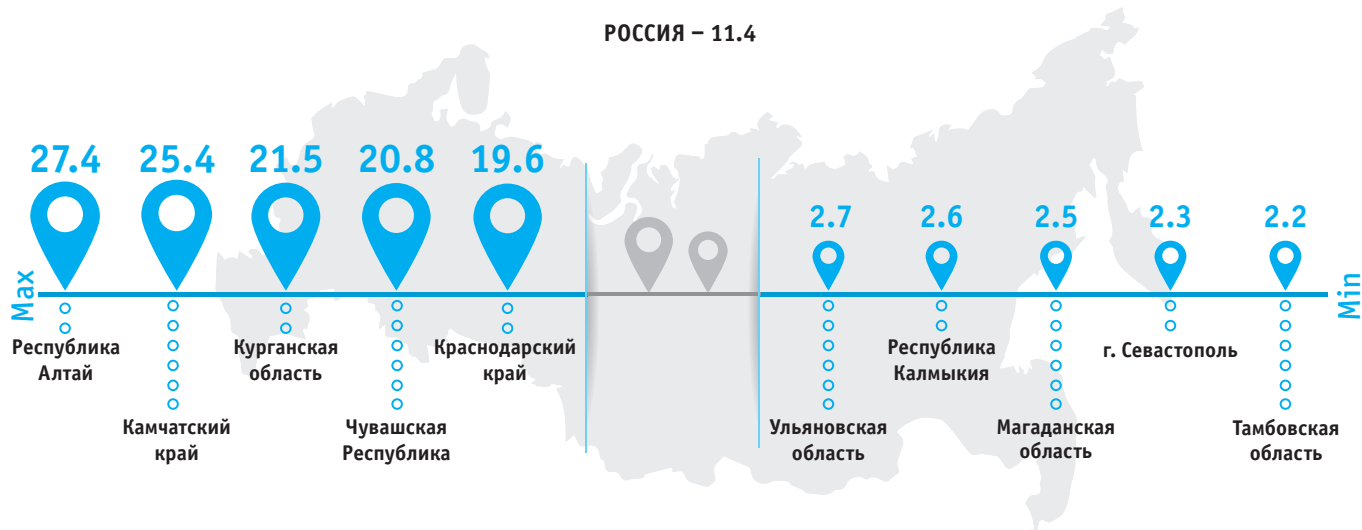 РОССИЯ – 11.4
Max
27.4
25.4
21.5
20.8
19.6
2.7
2.6
2.5
2.3
2.2
Min
Республика
Алтай
Камчатский
край
Курганская
область
Чувашская
Республика
Краснодарский
край
Ульяновская
область
Республика
Калмыкия
Магаданская
область
г. Севастополь
Тамбовская
область